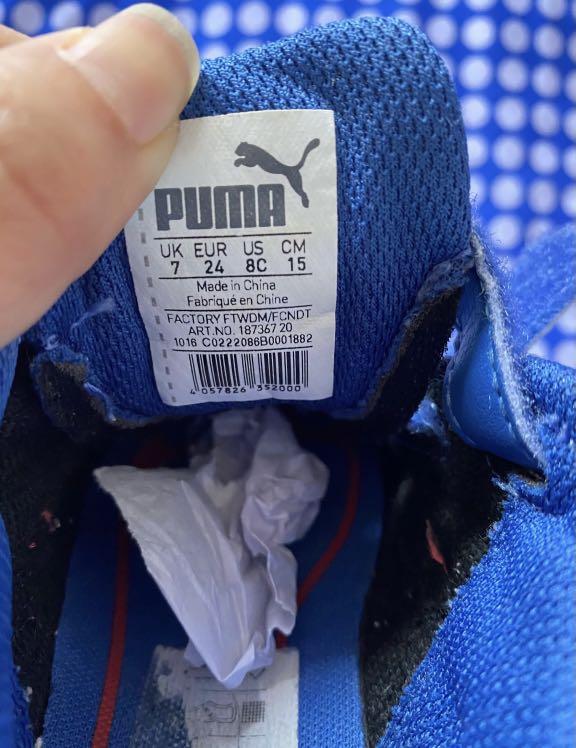 PUMA
UK EUR US CM
7 24 8C 15
Made in China
Fabriqué en Chine
FACTORY FTWDM/FCNDT
ART.NO. 187367 20
1016 C0222086B0001882
4 057826 352000